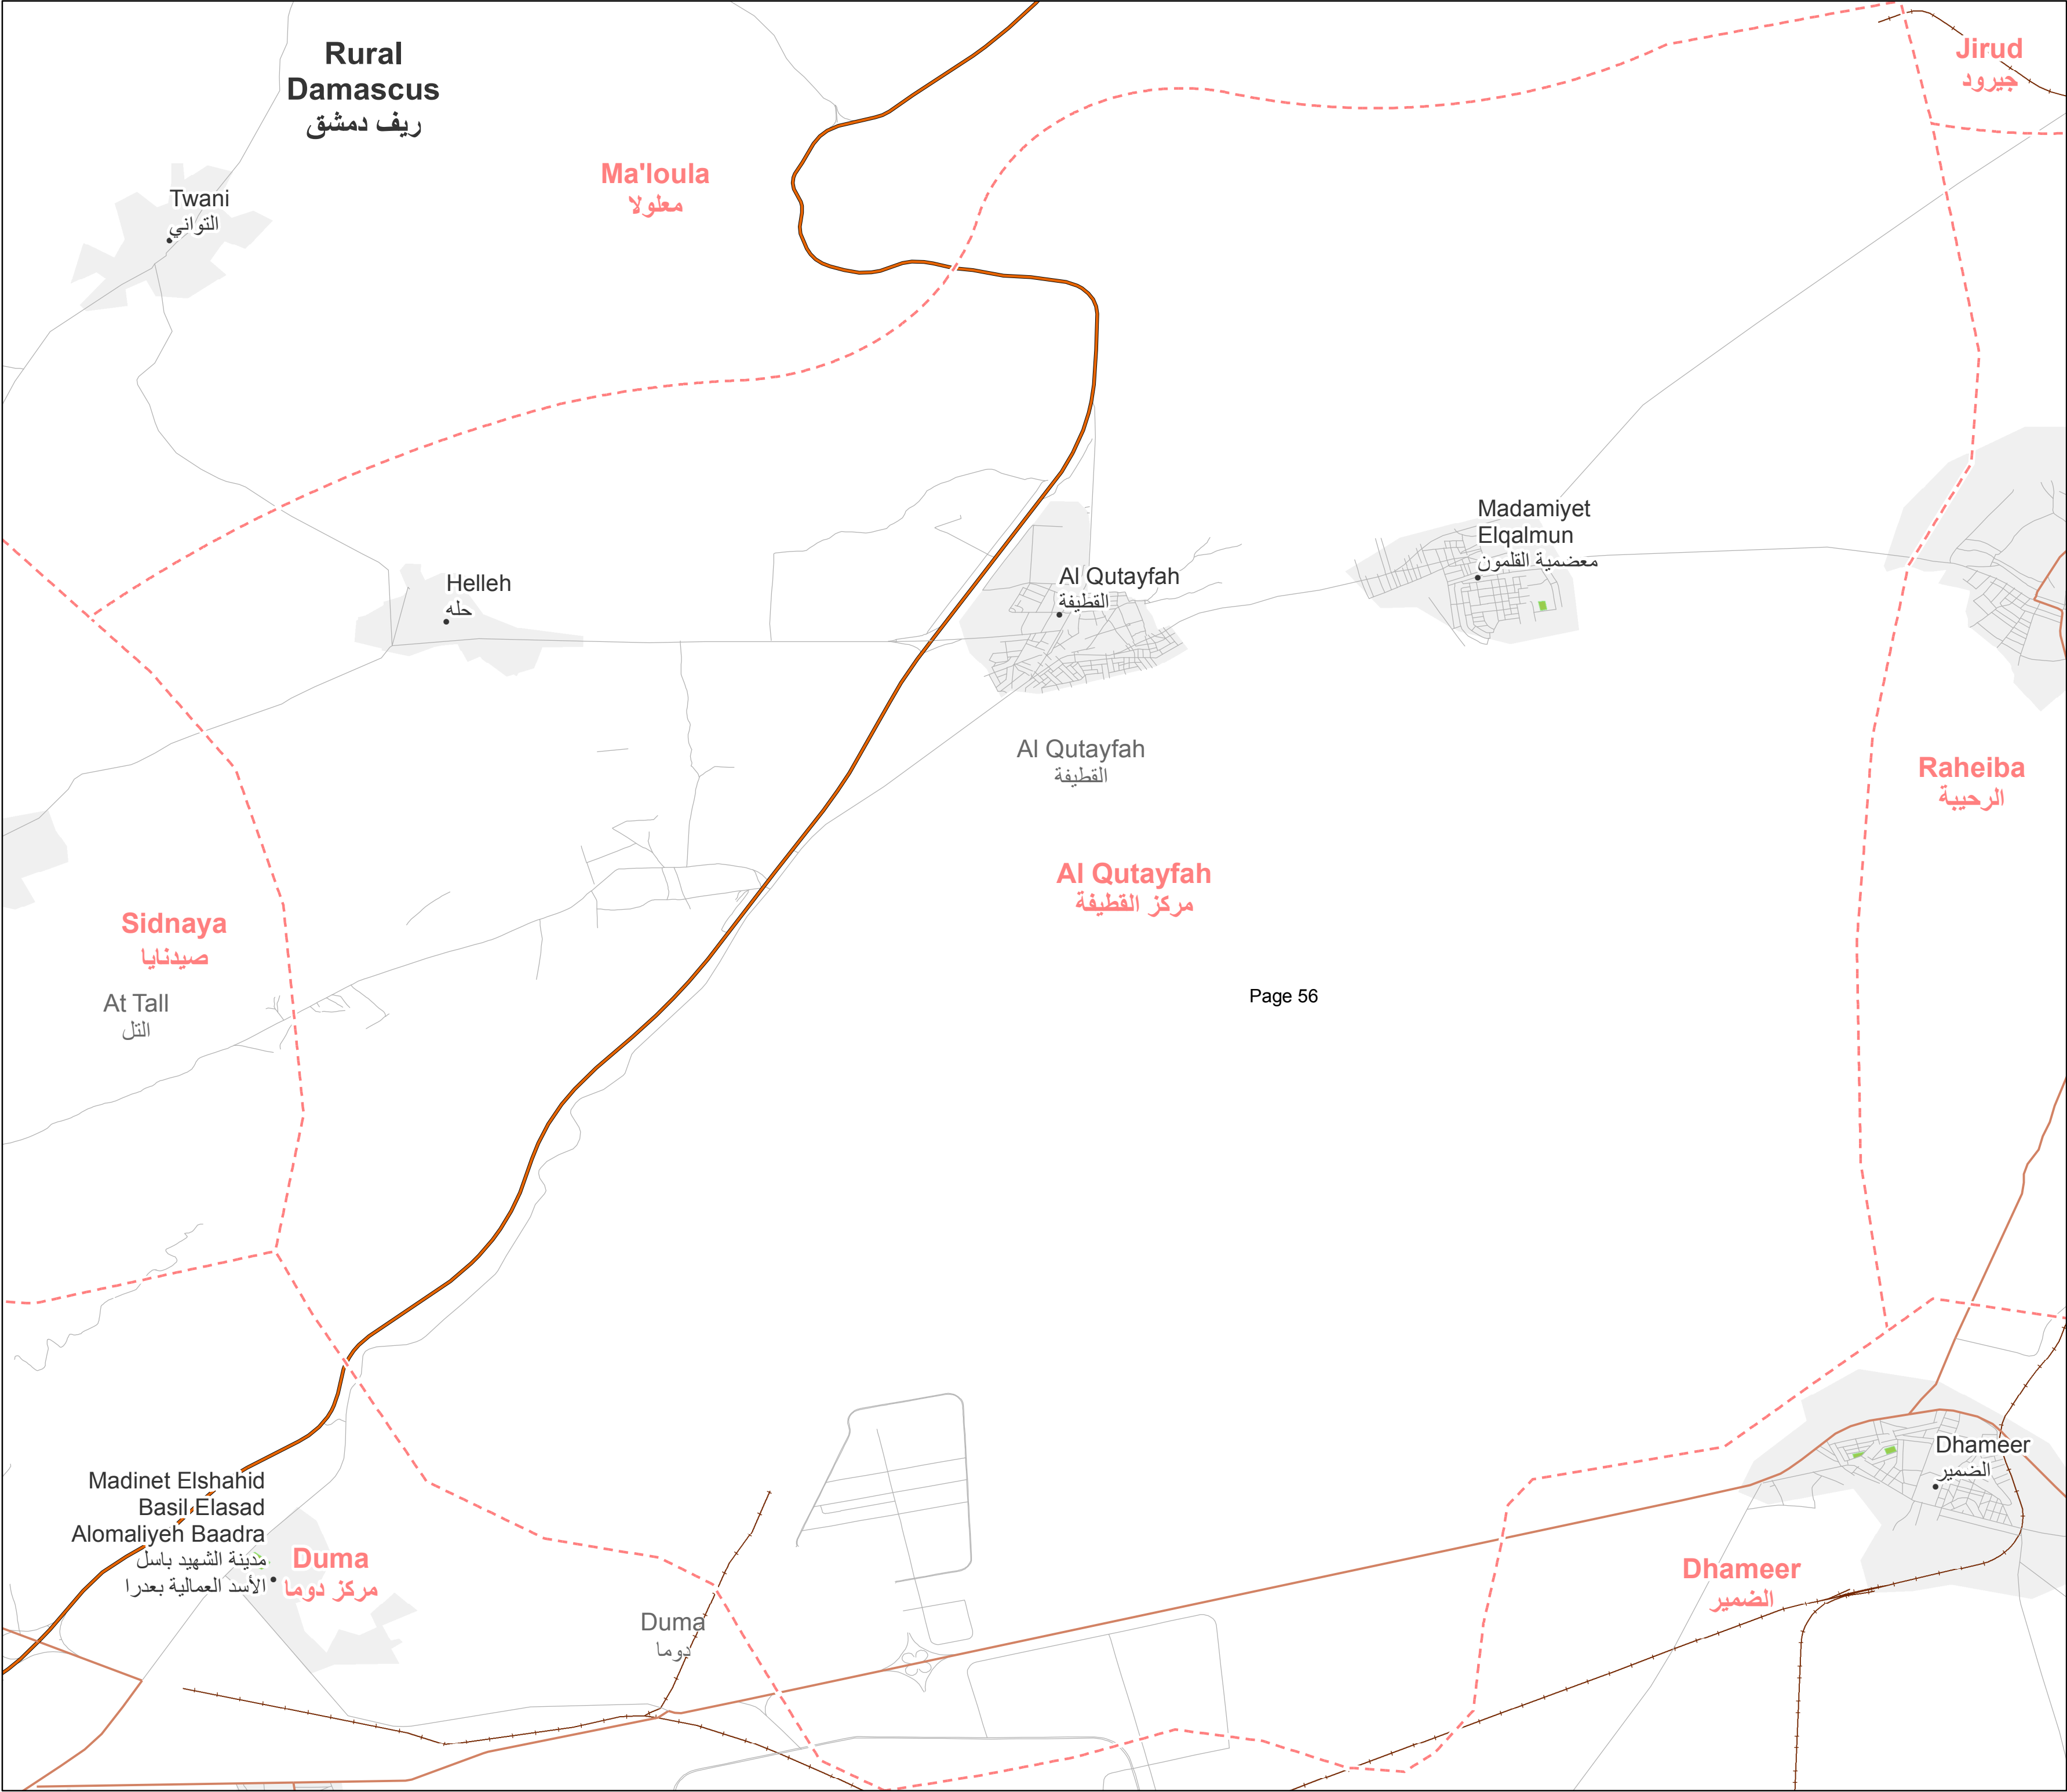 Rural
Damascus
ريف دمشق
Jirud
جيرود
Ma'loula
معلولا
Twani
التواني
Madamiyet
Elqalmun
معضمية القلمون
Helleh
حله
Al Qutayfah
القطيفة
Al Qutayfah
القطيفة
Raheiba
الرحيبة
Al Qutayfah
مركز القطيفة
Sidnaya
صيدنايا
At Tall
التل
Page 56
Dhameer
الضمير
Madinet Elshahid
Basil Elasad
Alomaliyeh Baadra
مدينة الشهيد باسل
الأسد العمالية بعدرا
Duma
مركز دوما
Dhameer
الضمير
Duma
دوما